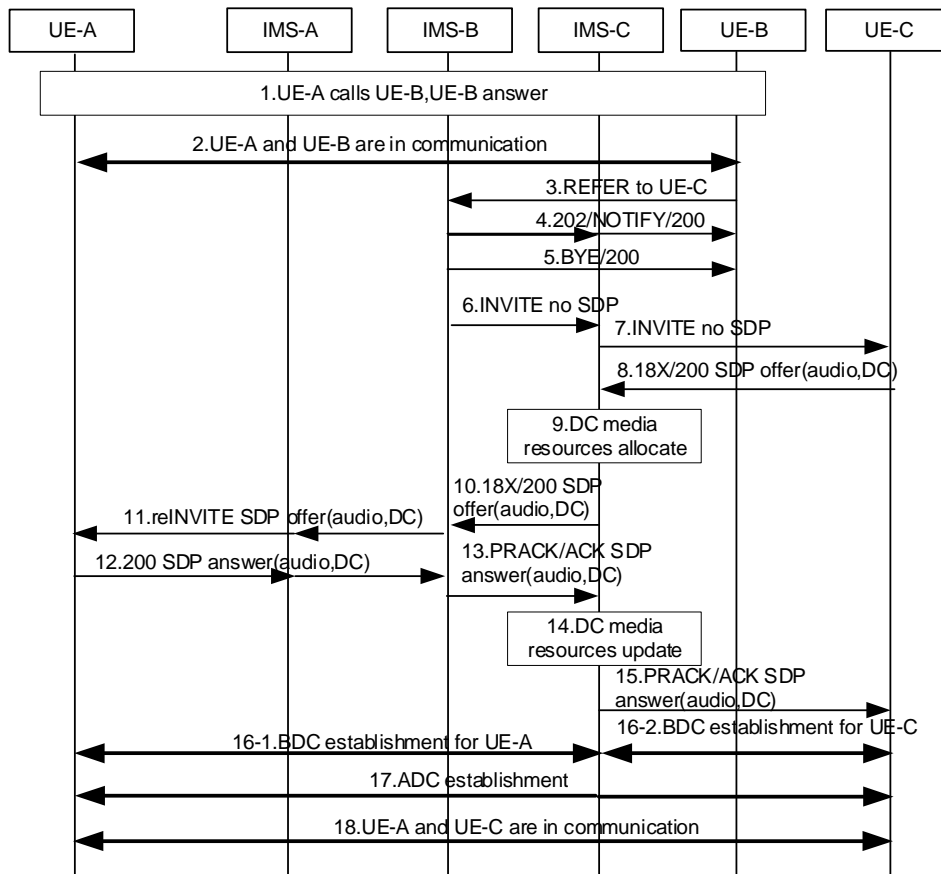 UE-A
IMS-A
IMS-B
IMS-C
UE-B
UE-C
1.UE-A calls UE-B,UE-B answer
2.UE-A and UE-B are in communication
3.REFER to UE-C
4.202/NOTIFY/200
5.BYE/200
6.INVITE no SDP
7.INVITE no SDP
8.18X/200 SDP offer(audio,DC)
9.DC media
resources allocate
10.18X/200 SDP
offer(audio,DC)
11.reINVITE SDP offer(audio,DC)
12.200 SDP answer(audio,DC)
13.PRACK/ACK SDP
answer(audio,DC)
14.DC media
resources update
15.PRACK/ACK SDP
answer(audio,DC)
16-1.BDC establishment for UE-A
16-2.BDC establishment for UE-C
17.ADC establishment
18.UE-A and UE-C are in communication